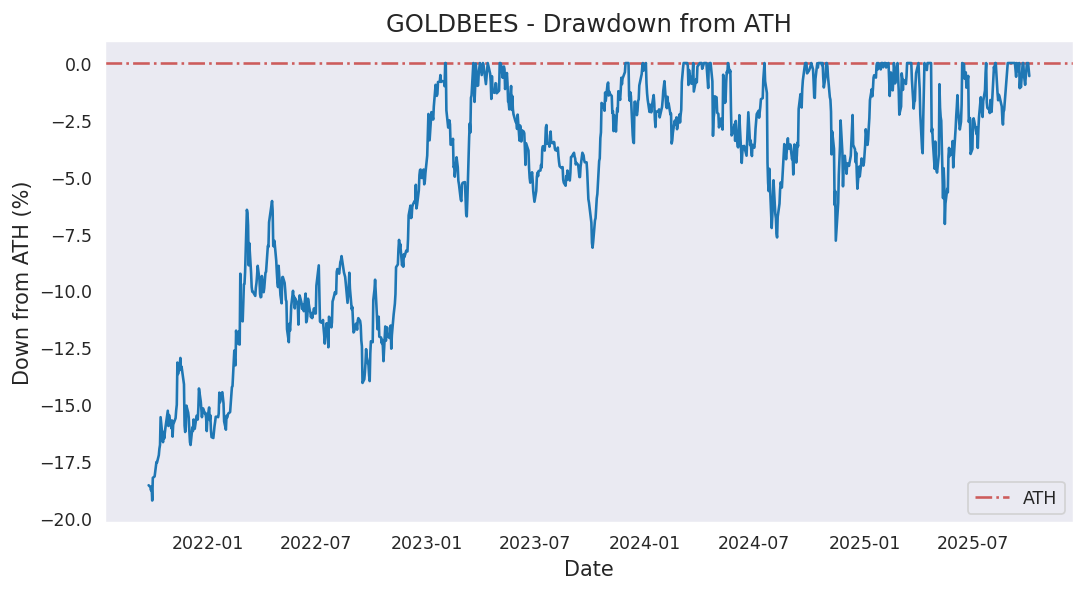 GOLDBEES - Drawdown from ATH
Down from ATH (%)
0.0
−2.5
−5.0
−7.5
−10.0
−12.5
−15.0
−17.5
−20.0
ATH
2022-01 2022-07 2023-01 2023-07 2024-01 2024-07 2025-01 2025-07
Date